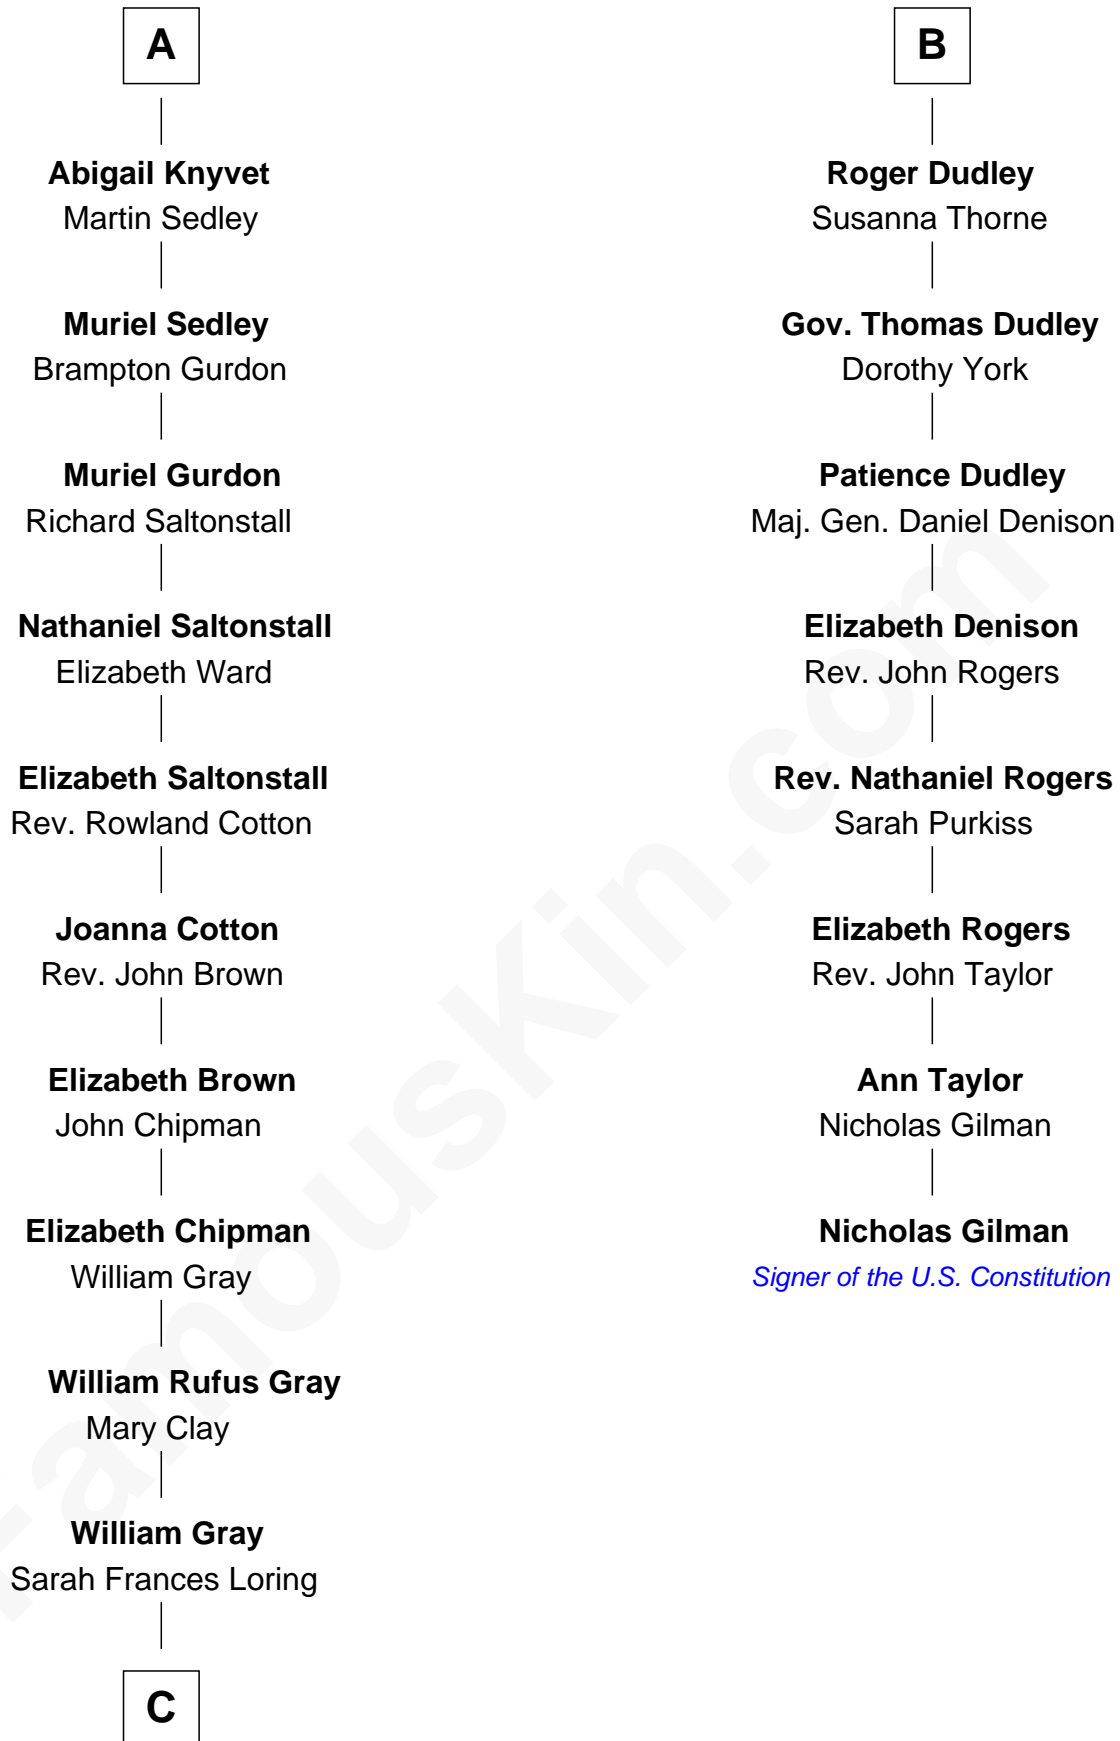 A
Abigail Knyvet
Martin Sedley
Muriel Sedley
Brampton Gurdon
Muriel Gurdon
Richard Saltonstall
Nathaniel Saltonstall
Elizabeth Ward
Elizabeth Saltonstall
Rev. Rowland Cotton
Joanna Cotton
Rev. John Brown
Elizabeth Brown
John Chipman
Elizabeth Chipman
William Gray
William Rufus Gray
Mary Clay
William Gray
Sarah Frances Loring
C
B
Roger Dudley
Susanna Thorne
Gov. Thomas Dudley
Dorothy York
Patience Dudley
Maj. Gen. Daniel Denison
Elizabeth Denison
Rev. John Rogers
Rev. Nathaniel Rogers
Sarah Purkiss
Elizabeth Rogers
Rev. John Taylor
Ann Taylor
Nicholas Gilman
Nicholas Gilman
Signer of the U.S. Constitution
FamousKin.com